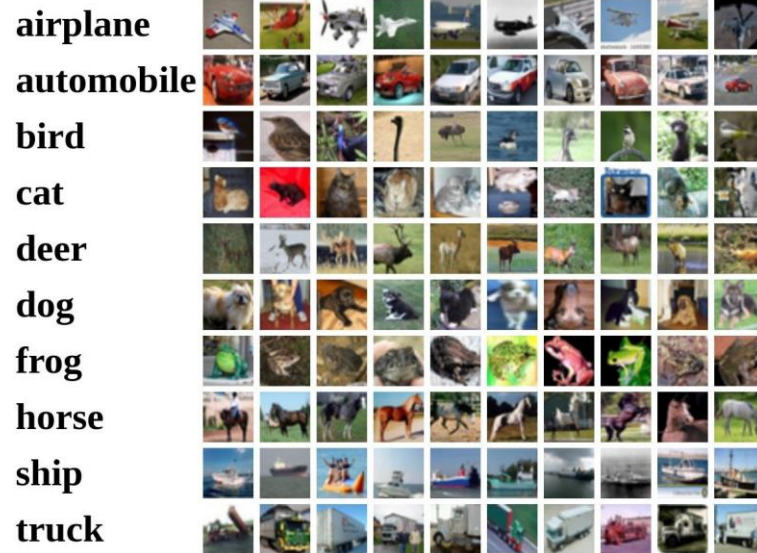 airplane
automobile
bird
cat
deer
dog
frog
horse
ship
truck